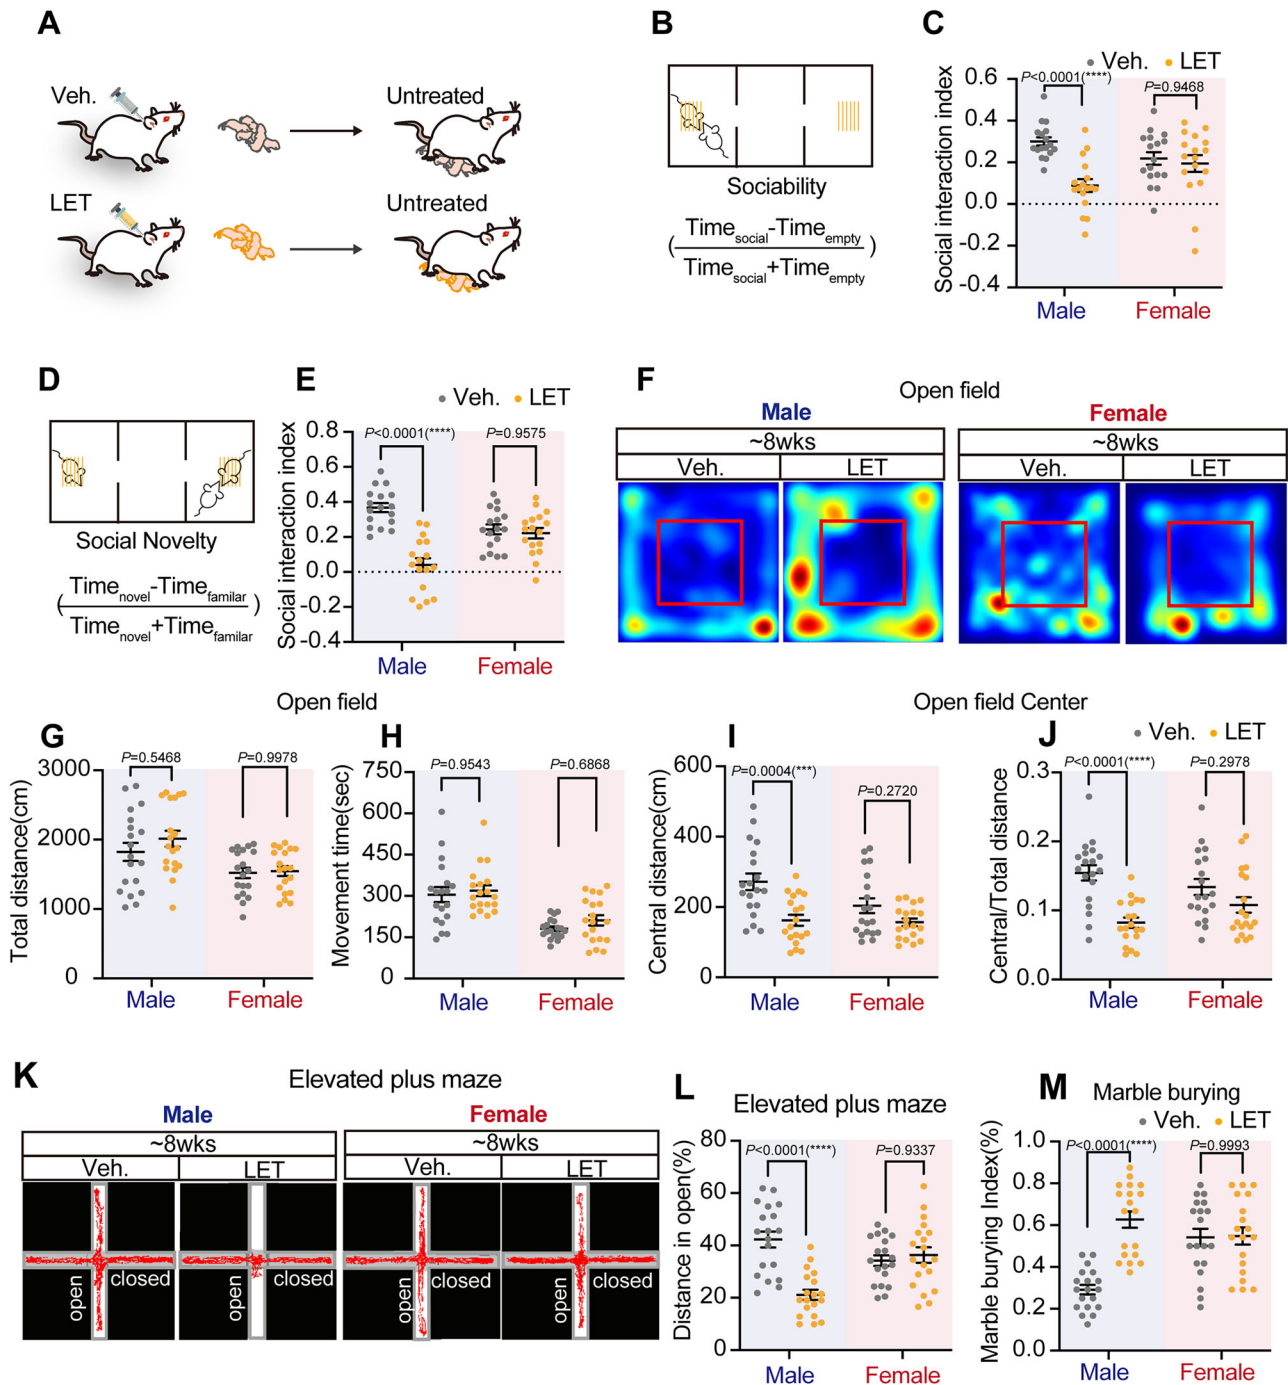 A
Veh.
Untreated
LET
Untreated
B
Sociability
(Timesocial-Timeempty)
Timesocial+Timeempty
C
Veh. LET
P<0.0001(****)
P=0.9468
Social interaction index
0.6
0.4
0.2
0.0
-0.2
-0.4
Male
Female
D
Social Novelty
(Timenovel-Timefamilar)
Timenovel+Timefamilar
E
Veh. LET
P<0.0001(****)
P=0.9575
Social interaction index
0.8
0.6
0.4
0.2
0.0
-0.2
-0.4
Male
Female
F
Open field
Male
Female
~8wks
~8wks
Veh.
LET
Veh.
LET
Open field
G
P=0.5468
P=0.9978
Total distance(cm)
3000
2000
1000
0
Male
Female
H
P=0.9543
P=0.6868
Movement time(sec)
750
600
450
300
150
0
Male
Female
Open field Center
I
P=0.0004(***)
P=0.2720
Central distance(cm)
600
400
200
0
Male
Female
J
Veh. LET
P<0.0001(****)
P=0.2978
Central/Total distance
0.3
0.2
0.1
0.0
Male
Female
K
Elevated plus maze
Male
Female
~8wks
~8wks
Veh.
LET
Veh.
LET
open
closed
open
closed
open
closed
open
closed
L
Elevated plus maze
P<0.0001(****)
P=0.9337
Distance in open(%)
80
60
40
20
0
Male
Female
M
Marble burying
Veh. LET
P<0.0001(****)
P=0.9993
Marble burying Index(%)
1.0
0.8
0.6
0.4
0.2
0.0
Male
Female